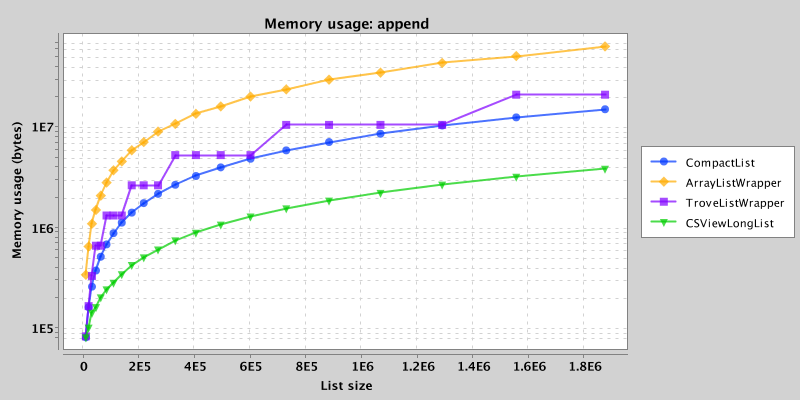 Memory usage: append
Memory usage (bytes)
1E7
1E6
1E5
0 2E5 4E5 6E5 8E5 1E6 1.2E6 1.4E6 1.6E6 1.8E6
List size
CompactList
ArrayListWrapper
TroveListWrapper
CSViewLongList